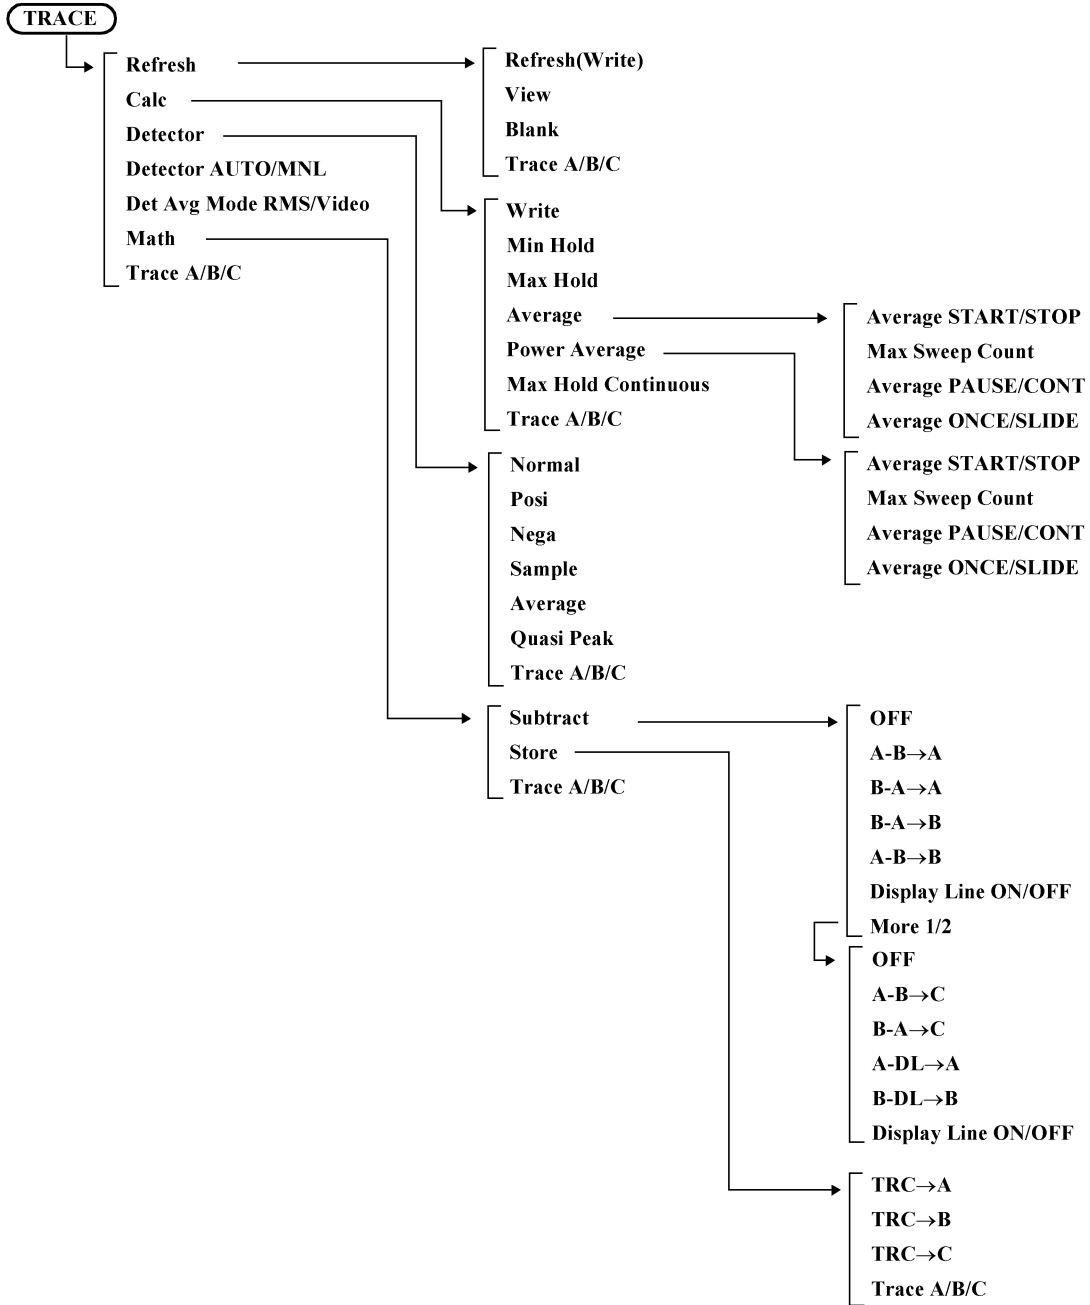 TRACE
Refresh
Calc
Detector
Detector AUTO/MNL
Det Avg Mode RMS/Video
Math
Trace A/B/C
Refresh(Write)
View
Blank
Trace A/B/C
Write
Min Hold
Max Hold
Average
Power Average
Max Hold Continuous
Trace A/B/C
Average START/STOP
Max Sweep Count
Average PAUSE/CONT
Average ONCE/SLIDE
Average START/STOP
Max Sweep Count
Average PAUSE/CONT
Average ONCE/SLIDE
Normal
Posi
Nega
Sample
Average
Quasi Peak
Trace A/B/C
Subtract
Store
Trace A/B/C
OFF
A-B→A
B-A→A
B-A→B
A-B→B
Display Line ON/OFF
More 1/2
OFF
A-B→C
B-A→C
A-DL→A
B-DL→B
Display Line ON/OFF
TRC→A
TRC→B
TRC→C
Trace A/B/C